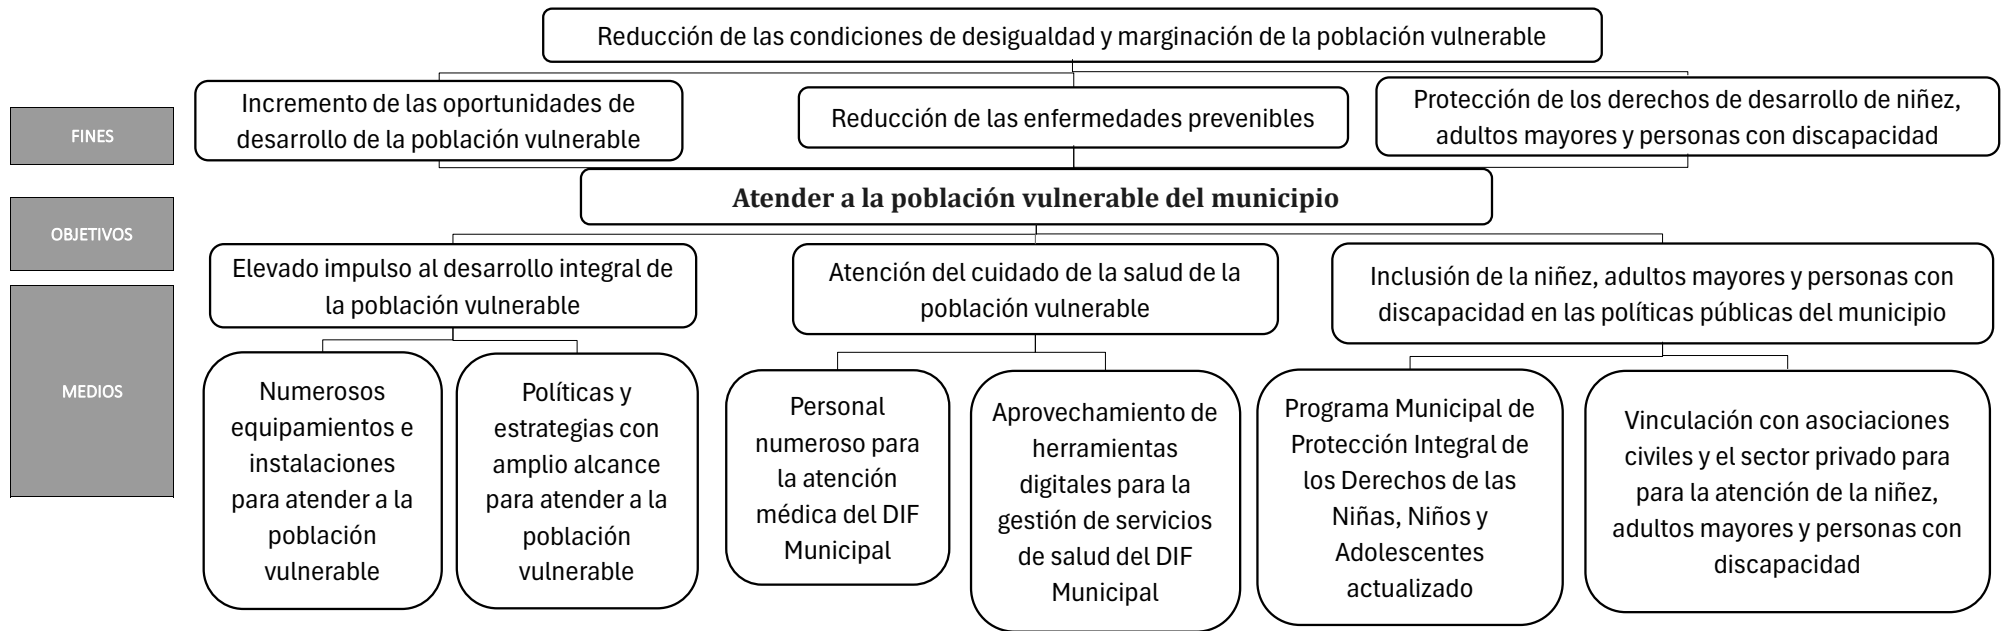 Reducción de las condiciones de desigualdad y marginación de la población vulnerable
FINES
Incremento de las oportunidades de
desarrollo de la población vulnerable
Reducción de las enfermedades prevenibles
Protección de los derechos de desarrollo de niñez,
adultos mayores y personas con discapacidad
OBJETIVOS
Atender a la población vulnerable del municipio
MEDIOS
Elevado impulso al desarrollo integral de
la población vulnerable
Atención del cuidado de la salud de la
población vulnerable
Inclusión de la niñez, adultos mayores y personas con
discapacidad en las políticas públicas del municipio
Numerosos
equipamientos e
instalaciones
para atender a la
población
vulnerable
Políticas y
estrategias con
amplio alcance
para atender a la
población
vulnerable
Personal
numeroso para
la atención
médica del DIF
Municipal
Aprovechamiento de
herramientas
digitales para la
gestión de servicios
de salud del DIF
Municipal
Programa Municipal de
Protección Integral de
los Derechos de las
Niñas, Niños y
Adolescentes
actualizado
Vinculación con asociaciones
civiles y el sector privado para
para la atención de la niñez,
adultos mayores y personas con
discapacidad